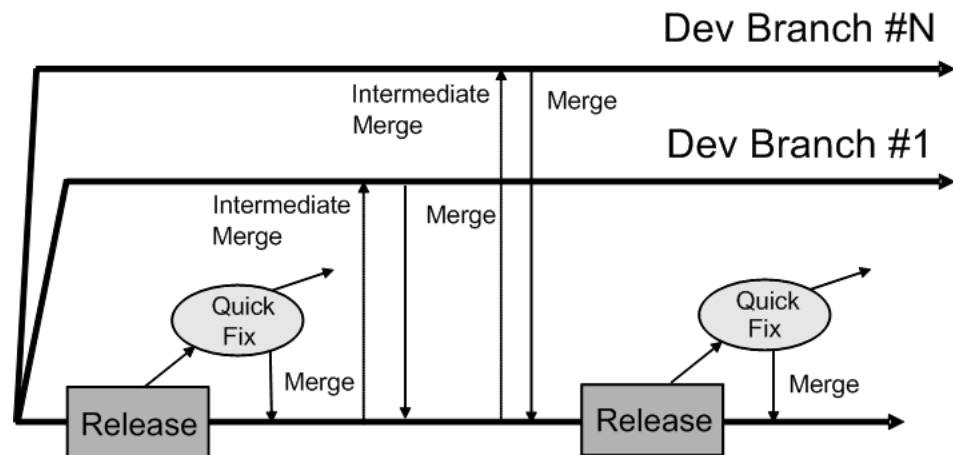 Dev Branch #N
Intermediate
Merge
Merge
Dev Branch #1
Intermediate
Merge
Merge
Quick
Fix
Merge
Release
Quick
Fix
Merge
Release